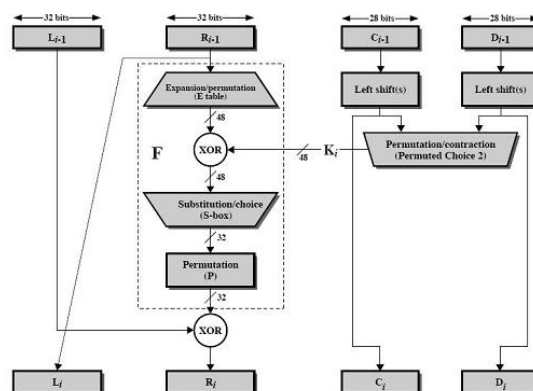 32 bits
32 bits
28 bits
28 bits
Li-1
Ri-1
Ci-1
Di-1
Expansion/permutation
(E table)
Left shift(s)
Left shift(s)
48
F
XOR
48
Ki
Permutation/contraction
(Permuted Choice 2)
48
Substitution/choice
(S-box)
32
Permutation
(P)
32
XOR
Li
Ri
Ci
Di